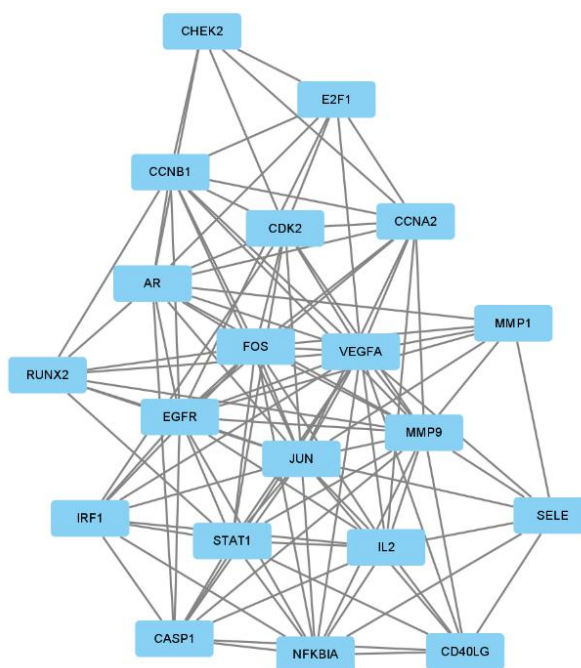 CHEK2
E2F1
CCNB1
CDK2
CCNA2
AR
MMP1
FOS
VEGFA
RUNX2
EGFR
MMP9
JUN
IRF1
SELE
STAT1
IL2
CASP1
NFKBIA
CD40LG